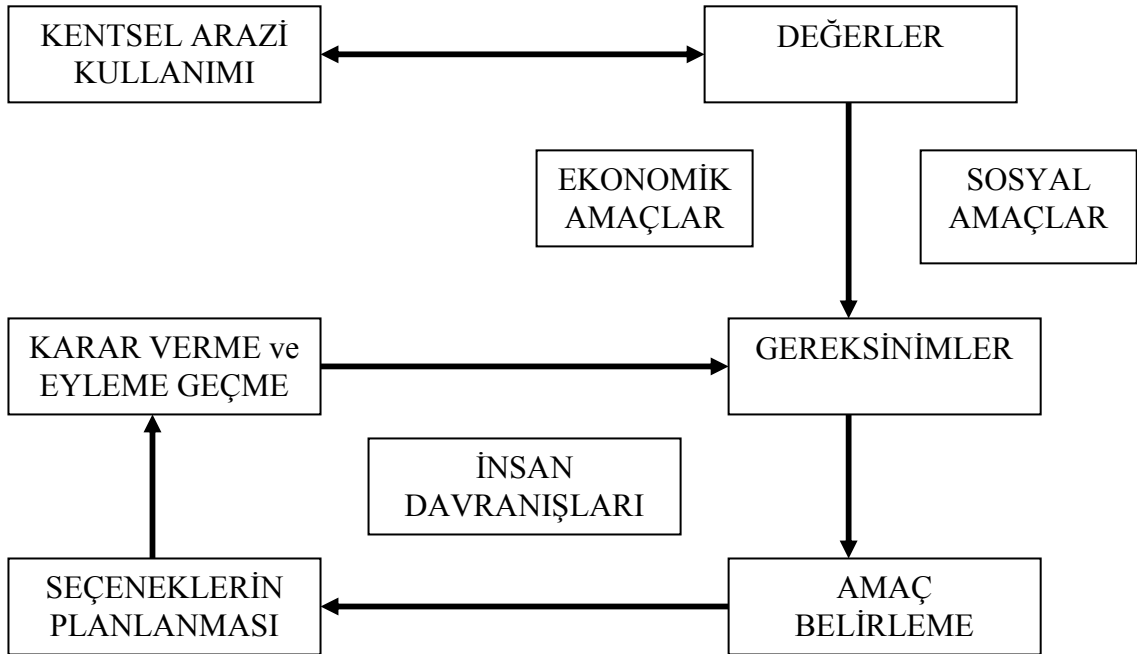 KENTSEL ARAZİ
KULLANIMI
DEĞERLER
EKONOMİK
AMAÇLAR
SOSYAL
AMAÇLAR
KARAR VERME ve
EYLEME GEÇME
GEREKSİNİMLER
İNSAN
DAVRANIŞLARI
SEÇENEKLERİN
PLANLANMASI
AMAÇ
BELİRLEME